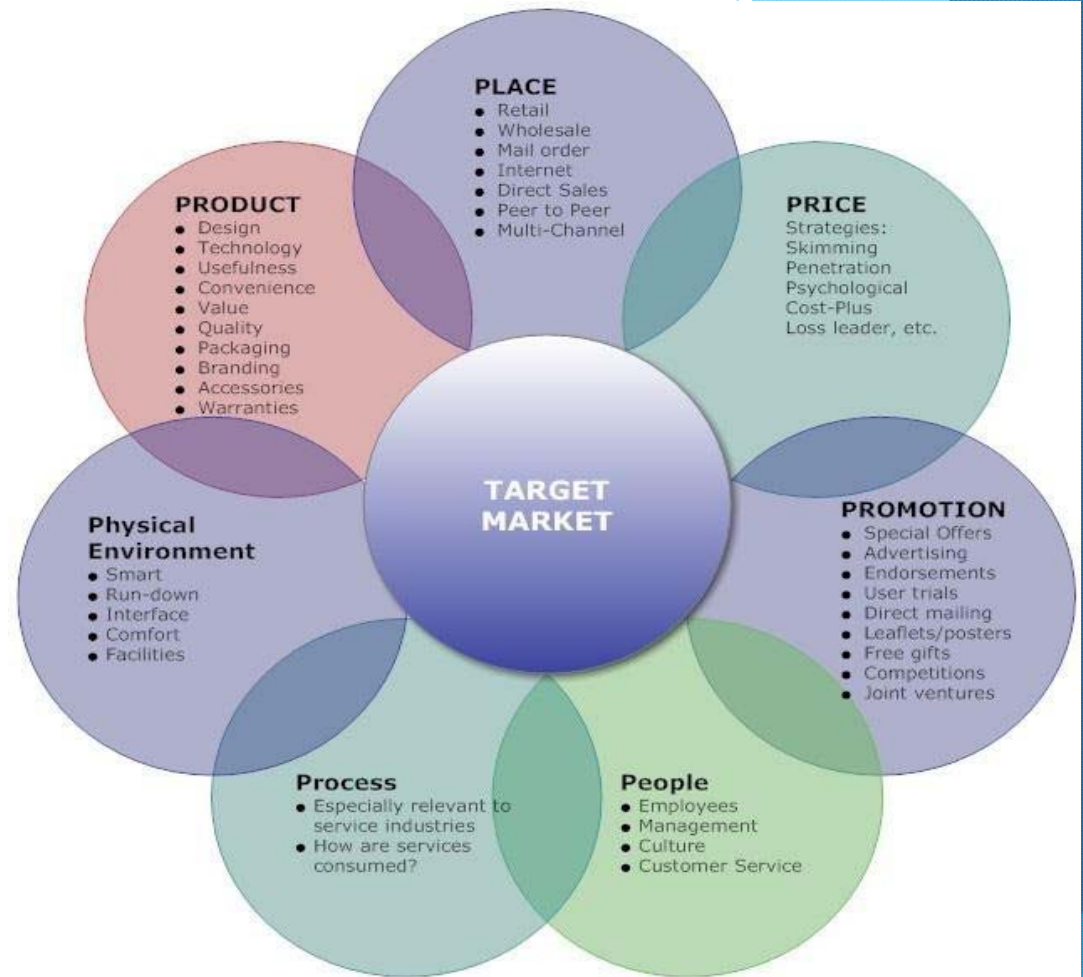 PLACE
● Retail
● Wholesale
● Mail order
● Internet
● Direct Sales
● Peer to Peer
● Multi-Channel
PRODUCT
● Design
● Technology
● Usefulness
● Convenience
● Value
● Quality
● Packaging
● Branding
● Accessories
● Warranties
PRICE
Strategies:
Skimming
Penetration
Psychological
Cost-Plus
Loss leader, etc.
TARGET
MARKET
Physical
Environment
● Smart
● Run-down
● Interface
● Comfort
● Facilities
PROMOTION
● Special Offers
● Advertising
● Endorsements
● User trials
● Direct mailing
● Leaflets/posters
● Free gifts
● Competitions
● Joint ventures
Process
● Especially relevant to
service industries
● How are services
consumed?
People
● Employees
● Management
● Culture
● Customer Service